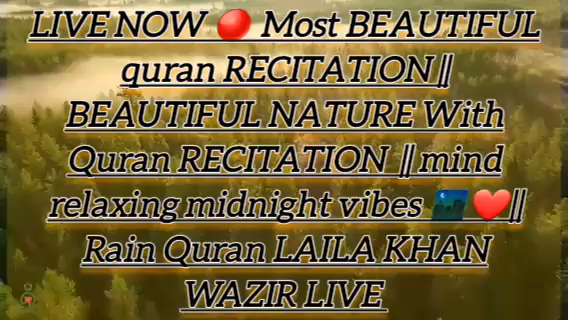 LIVE NOW 🔴 Most BEAUTIFUL
quran RECITATION ||
BEAUTIFUL NATURE With
Quran RECITATION || mind
relaxing midnight vibes 🌃❤️||
Rain Quran LAILA KHAN
WAZIR LIVE